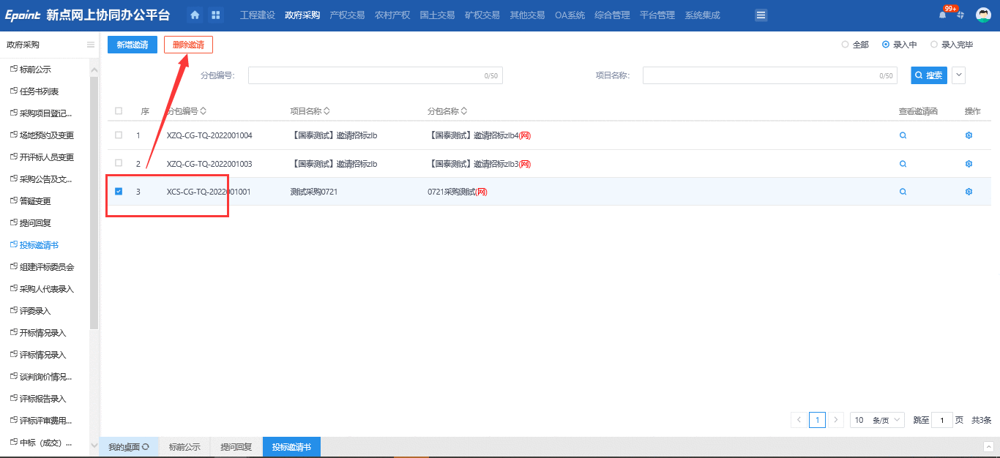 Epoint 新点网上协同办公平台 工程建设 政府采购 产权交易 农村产权 国土交易 矿权交易 其他交易 OA系统 综合管理 平台管理 系统集成 99+
政府采购
标前公示
任务书列表
采购项目登记...
场地预约及变更
开评标人员变更
采购公告及文...
答疑变更
提问回复
投标邀请书
组建评标委员会
采购人代表录入
评委录入
开标情况录入
评标情况录入
谈判询价情况...
评标报告录入
评标评审费用...
中标（成交）...
新增邀请 删除邀请 全部 录入中 录入完毕
分包编号: 0/50 项目名称: 0/50 搜索
序 分包编号 项目名称 分包名称 查看邀请函 操作
1 XZQ-CG-TQ-2022001004 【国泰测试】邀请招标zlb 【国泰测试】邀请招标zlb4(网)
2 XZQ-CG-TQ-2022001003 【国泰测试】邀请招标zlb 【国泰测试】邀请招标zlb3(网)
3 XCS-CG-TQ-2022001001 测试采购0721 0721采购测试(网)
1 10 条/页 跳至 1 页 共3条
我的桌面 标前公示 提问回复 投标邀请书